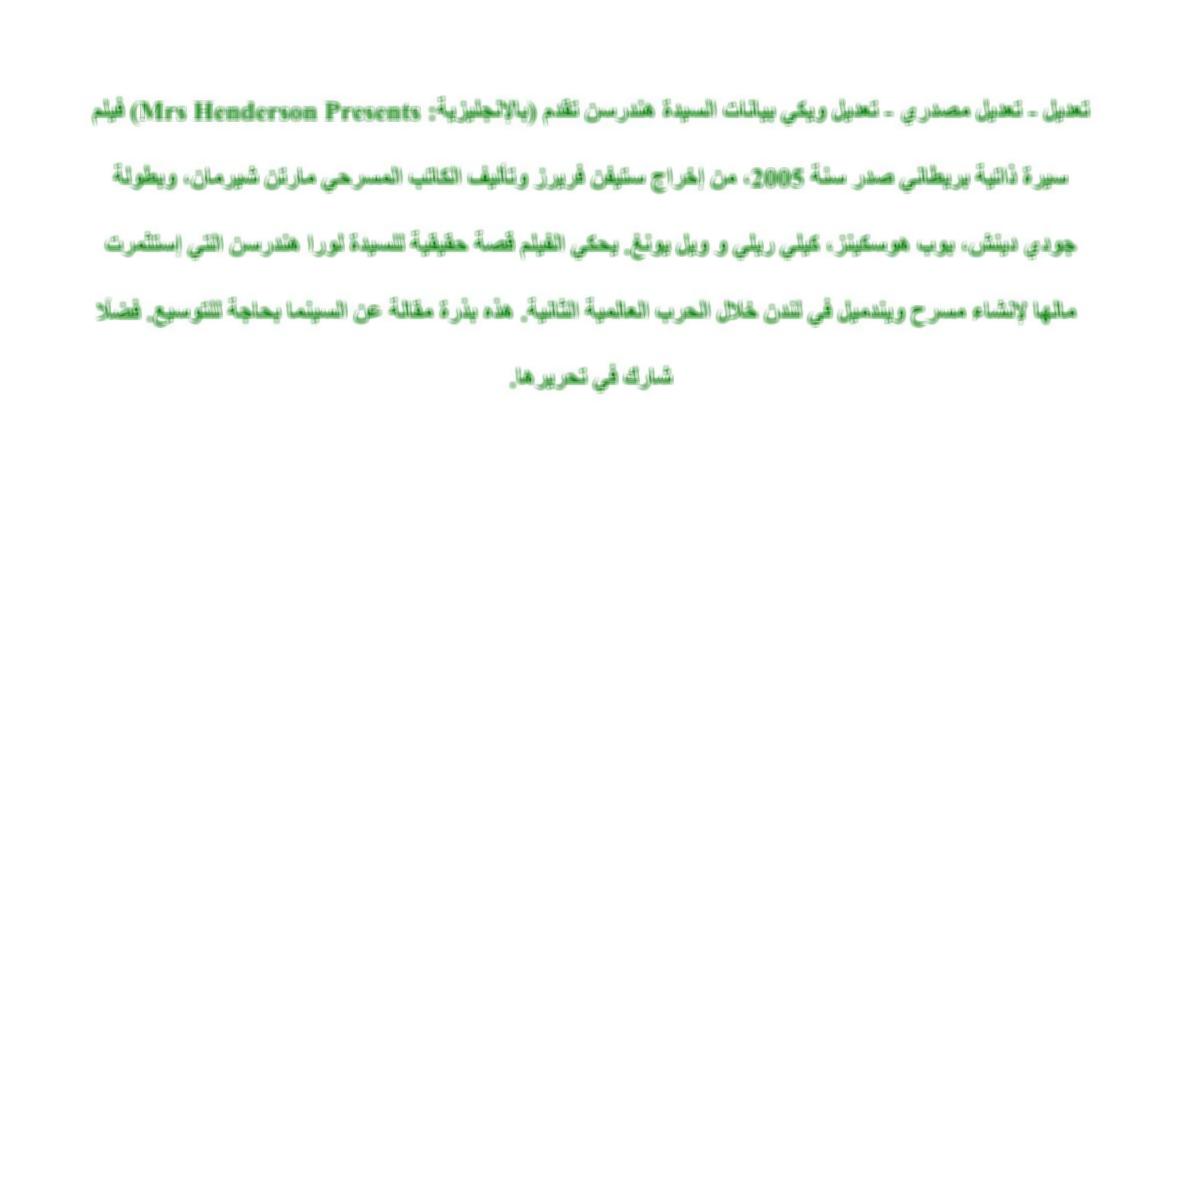 تعديل - تعديل مصدري - تعديل ويكي بيانات السيدة هندرسن تقدم (بالإنجليزية: Mrs Henderson Presents) فيلم
سيرة ذاتية بريطاني صدر سنة 2005، من إخراج ستيفن فريرز وتأليف الكاتب المسرحي مارتن شيرمان، وبطولة
جودي دينش، بوب هوسكينز، كيلي ريلي و ويل يونغ. يحكي الفيلم قصة حقيقية للسيدة لورا هندرسن التي إستثمرت
مالها لإنشاء مسرح ويندميل في لندن خلال الحرب العالمية الثانية. هذه بذرة مقالة عن السينما بحاجة للتوسيع. فضلًا
شارك في تحريرها.